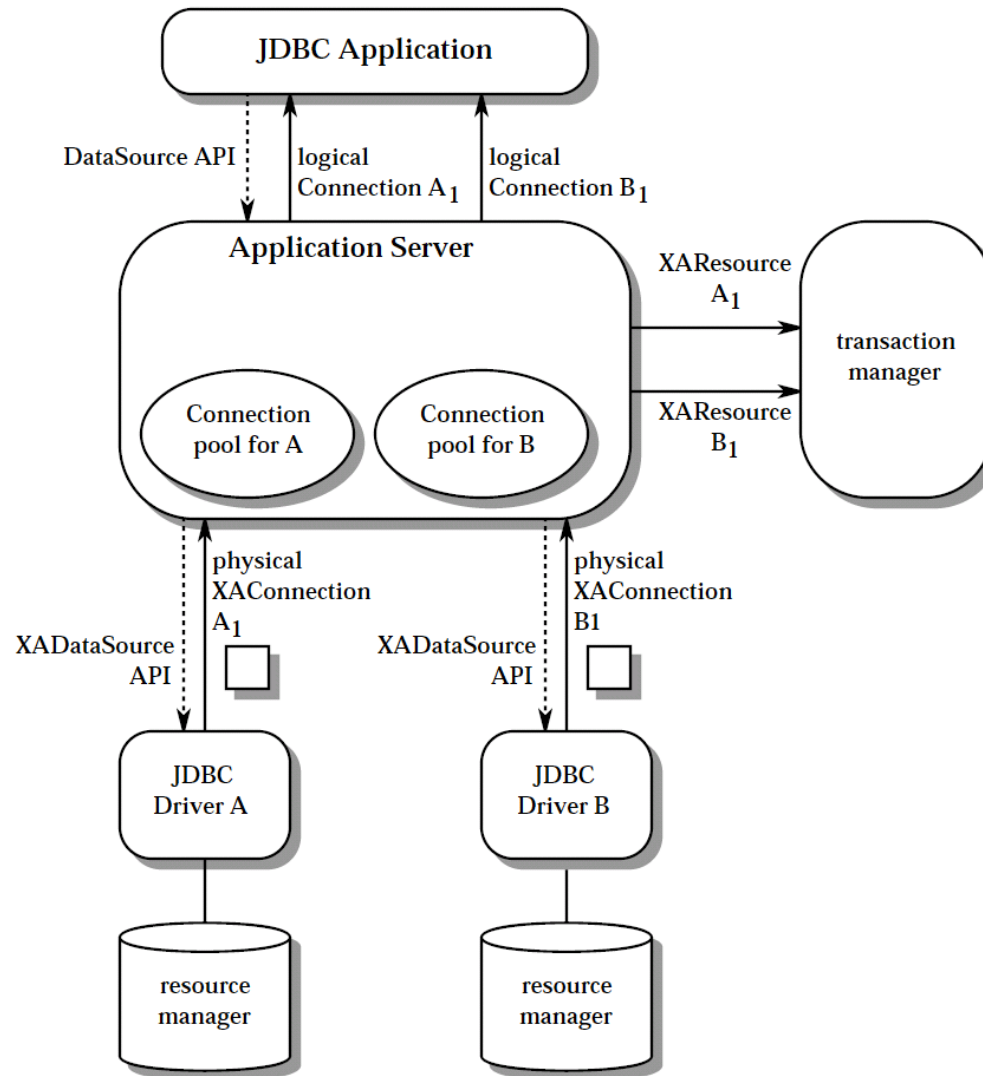 JDBC Application
DataSource API
logical
Connection A1
logical
Connection B1
Application Server
XAResource
A1
transaction
manager
XAResource
B1
Connection
pool for A
Connection
pool for B
physical
XAConnection
A1
XADataSource
API
physical
XAConnection
B1
XADataSource
API
JDBC
Driver A
JDBC
Driver B
resource
manager
resource
manager